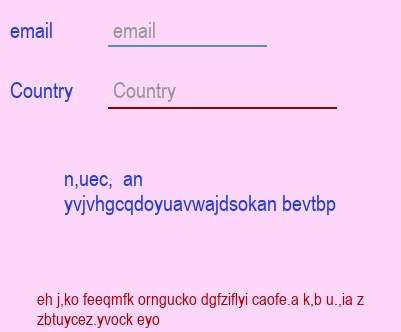 email email
Country Country
n,uec, an
yvjvhgcqdoyuavwajdsokan bevtbp
eh j,ko feeqmfk orngucko dgfziflyi caofe.a k,b u.,ia z
zbtuycez.yvock eyo